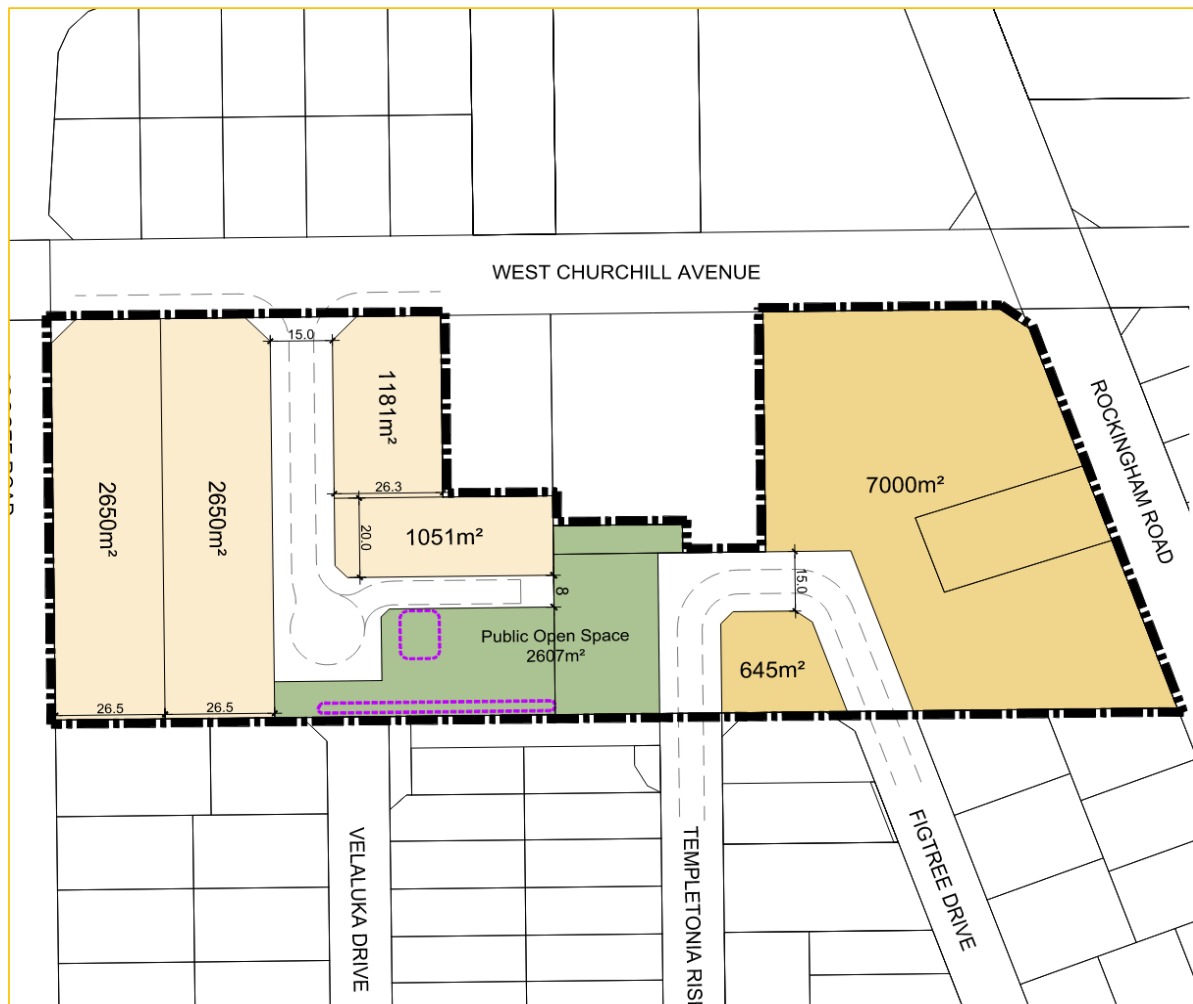 WEST CHURCHILL AVENUE
15.0
1181m²
ROCKINGHAM ROAD
2650m²
2650m²
7000m²
26.3
20.0
1051m²
15.0
8
Public Open Space
2607m²
645m²
26.5
26.5
VELALUKA DRIVE
TEMPLETONIA RIS
FIGTREE DRIVE